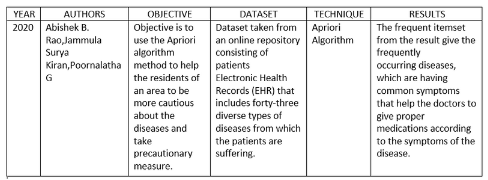 YEAR AUTHORS OBJECTIVE DATASET TECHNIQUE RESULTS
2020 Abishek B. Objective is to Dataset taken from Apriori The frequent itemset
Rao,Jammula use the Apriori an online repository Algorithm from the result give the
Surya algorithm consisting of frequently
Kiran,Poornalatha method to help patients occurring diseases,
G the residents of Electronic Health which are having
an area to be Records (EHR) that common symptoms
more cautious includes forty-three that help the doctors to
about the diverse types of give proper
diseases and diseases from which medications according
take the patients are to the symptoms of the
precautionary suffering. disease.
measure.